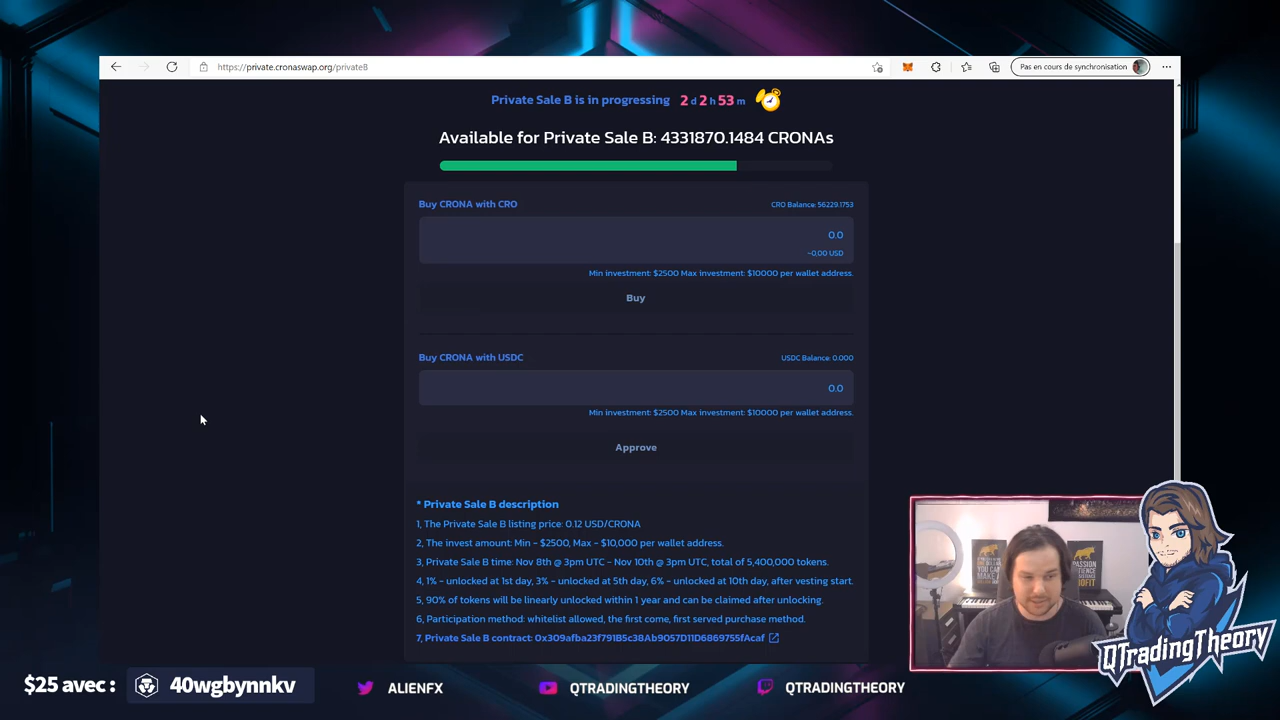 https://private.cronaswap.org/privateB
Pas en cours de synchronisation
Private Sale B is in progressing 2 d 2 h 53 m
Available for Private Sale B: 4331870.1484 CRONAs
Buy CRONA with CRO
CRO Balance: 56229.1753
0.0
~0,00 USD
Min investment: $2500 Max investment: $10000 per wallet address.
Buy
Buy CRONA with USDC
USDC Balance: 0.000
0.0
Min investment: $2500 Max investment: $10000 per wallet address.
Approve
* Private Sale B description
1, The Private Sale B listing price: 0.12 USD/CRONA
2, The invest amount: Min - $2500, Max - $10,000 per wallet address.
3, Private Sale B time: Nov 8th @ 3pm UTC - Nov 10th @ 3pm UTC, total of 5,400,000 tokens.
4, 1% - unlocked at 1st day, 3% - unlocked at 5th day, 6% - unlocked at 10th day, after vesting start.
5, 90% of tokens will be linearly unlocked within 1 year and can be claimed after unlocking.
6, Participation method: whitelist allowed, the first come, first served purchase method.
7, Private Sale B contract: 0x309afba23f791B5c38Ab9057D11D6869755fAcaf
QTradingTheory
$25 avec :
40wgbynnkv
ALIENFX
QTRADINGTHEORY
QTRADINGTHEORY